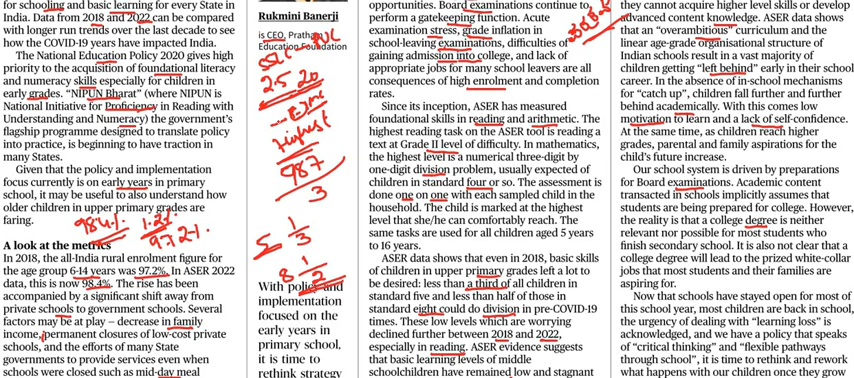 for schooling and basic learning for every State in
India. Data from 2018 and 2022 can be compared
with longer run trends over the last decade to see
how the COVID-19 years have impacted India.
The National Education Policy 2020 gives high
priority to the acquisition of foundational literacy
and numeracy skills especially for children in
early grades. “NIPUN Bharat” (where NIPUN is
National Initiative for Proficiency in Reading with
Understanding and Numeracy) the government’s
flagship programme designed to translate policy
into practice, is beginning to have traction in
many States.
Given that the policy and implementation
focus currently is on early years in primary
school, it may be useful to also understand how
older children in upper primary grades are
faring.
98.4%
1.2%
97.2%
A look at the metrics
In 2018, the all-India rural enrolment figure for
the age group 6-14 years was 97.2%. In ASER 2022
data, this is now 98.4%. The rise has been
accompanied by a significant shift away from
private schools to government schools. Several
factors may be at play – decrease in family
income, permanent closures of low-cost private
schools, and the efforts of many State
governments to provide services even when
schools were closed such as mid-day meal
Rukmini Banerji
is CEO, Pratham
Education Foundation
2.5 20
Highest
987
3
5 1/3
8 1/2
With policy and
implementation
focused on the
early years in
primary school,
it is time to
rethink strategy
opportunities. Board examinations continue to
perform a gatekeeping function. Acute
examination stress, grade inflation in
school-leaving examinations, difficulties of
gaining admission into college, and lack of
appropriate jobs for many school leavers are all
consequences of high enrolment and completion
rates.
Since its inception, ASER has measured
foundational skills in reading and arithmetic. The
highest reading task on the ASER tool is reading a
text at Grade II level of difficulty. In mathematics,
the highest level is a numerical three-digit by
one-digit division problem, usually expected of
children in standard four or so. The assessment is
done one on one with each sampled child in the
household. The child is marked at the highest
level that she/he can comfortably reach. The
same tasks are used for all children aged 5 years
to 16 years.
ASER data shows that even in 2018, basic skills
of children in upper primary grades left a lot to
be desired: less than a third of all children in
standard five and less than half of those in
standard eight could do division in pre-COVID-19
times. These low levels which are worrying
declined further between 2018 and 2022,
especially in reading. ASER evidence suggests
that basic learning levels of middle
schoolchildren have remained low and stagnant
they cannot acquire higher level skills or develop
advanced content knowledge. ASER data shows
that an “overambitious” curriculum and the
linear age-grade organisational structure of
Indian schools result in a vast majority of
children getting “left behind” early in their school
career. In the absence of in-school mechanisms
for “catch up”, children fall further and further
behind academically. With this comes low
motivation to learn and a lack of self-confidence.
At the same time, as children reach higher
grades, parental and family aspirations for the
child’s future increase.
Our school system is driven by preparations
for Board examinations. Academic content
transacted in schools implicitly assumes that
students are being prepared for college. However,
the reality is that a college degree is neither
relevant nor possible for most students who
finish secondary school. It is also not clear that a
college degree will lead to the prized white-collar
jobs that most students and their families are
aspiring for.
Now that schools have stayed open for most of
this school year, most children are back in school,
the urgency of dealing with “learning loss” is
acknowledged, and we have a policy that speaks
of “critical thinking” and “flexible pathways
through school”, it is time to rethink and rework
what happens with our children once they grow